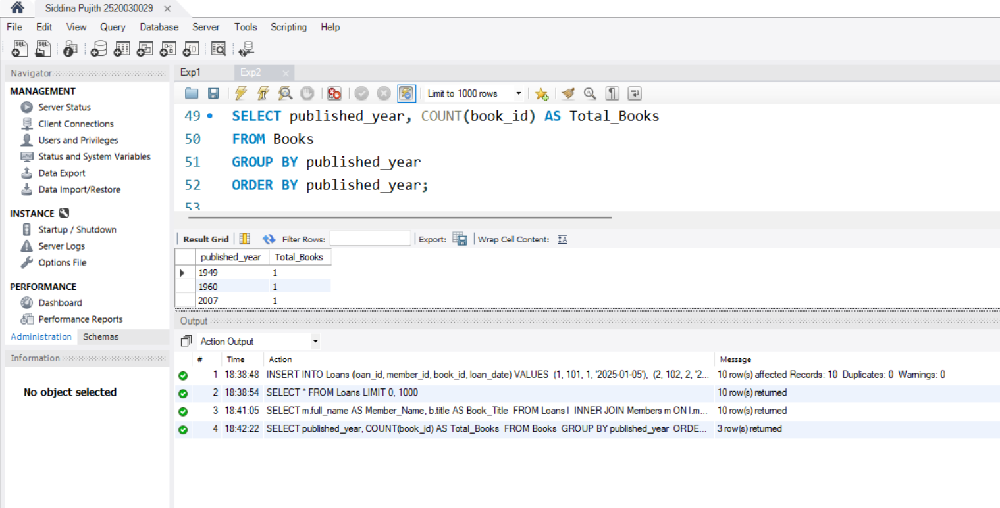 Siddina Pujith 2520030029 ×
File Edit View Query Database Server Tools Scripting Help
Navigator
MANAGEMENT
Server Status
Client Connections
Users and Privileges
Status and System Variables
Data Export
Data Import/Restore
INSTANCE
Startup / Shutdown
Server Logs
Options File
PERFORMANCE
Dashboard
Performance Reports
Administration Schemas
Information
No object selected
Exp1 Exp2 ×
Limit to 1000 rows
49 SELECT published_year, COUNT(book_id) AS Total_Books
50 FROM Books
51 GROUP BY published_year
52 ORDER BY published_year;
53
Result Grid Filter Rows: Export: Wrap Cell Content:
published_year Total_Books
1949 1
1960 1
2007 1
Output
Action Output
# Time Action Message
1 18:38:48 INSERT INTO Loans (loan_id, member_id, book_id, loan_date) VALUES (1, 101, 1, '2025-01-05'), (2, 102, 2, '2... 10 row(s) affected Records: 10 Duplicates: 0 Warnings: 0
2 18:38:54 SELECT * FROM Loans LIMIT 0, 1000 10 row(s) returned
3 18:41:05 SELECT m.full_name AS Member_Name, b.title AS Book_Title FROM Loans l INNER JOIN Members m ON l.m... 10 row(s) returned
4 18:42:22 SELECT published_year, COUNT(book_id) AS Total_Books FROM Books GROUP BY published_year ORDE... 3 row(s) returned